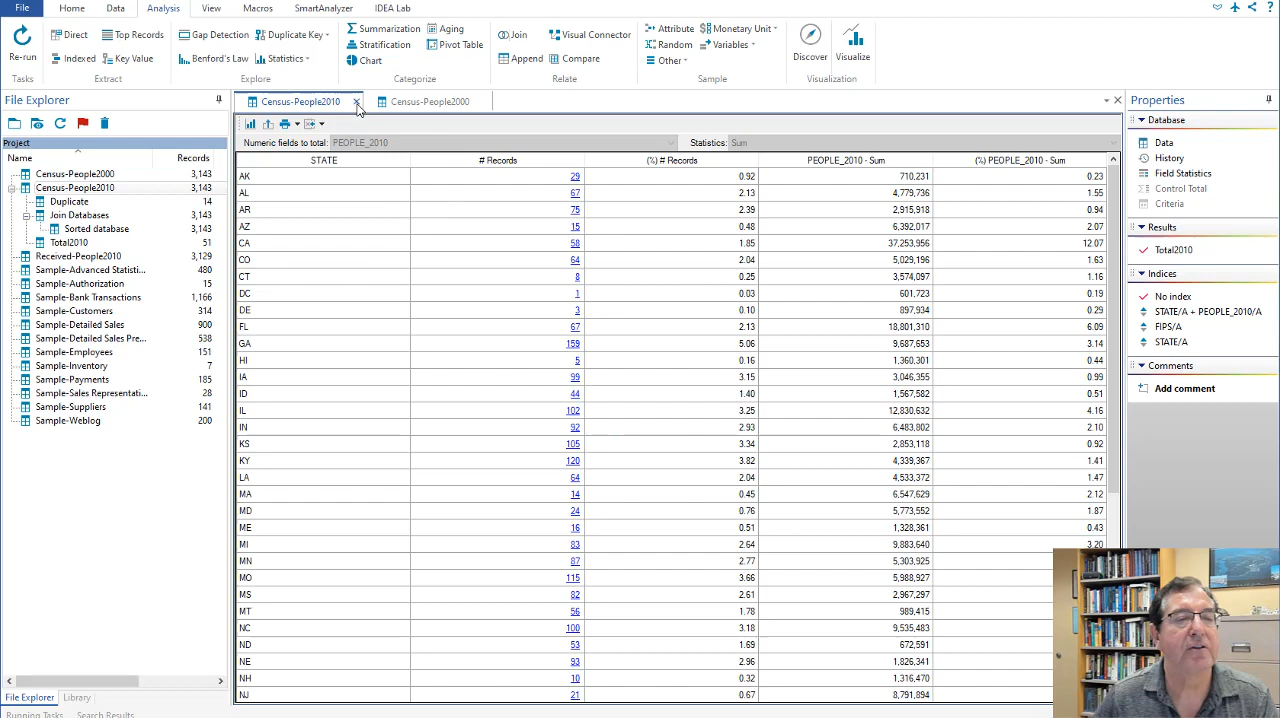 File Home Data Analysis View Macros SmartAnalyzer IDEA Lab
Re-run
Tasks
Direct Top Records
Indexed Key Value
Extract
Gap Detection Duplicate Key
Benford's Law Statistics
Explore
Summarization Aging
Stratification Pivot Table
Chart
Categorize
Join Visual Connector
Append Compare
Relate
Attribute Monetary Unit
Random Variables
Other
Sample
Discover Visualize
Visualization
File Explorer
Project
Name Records
Census-People2000 3,143
Census-People2010 3,143
Duplicate 14
Join Databases 3,143
Sorted database 3,143
Total2010 51
Received-People2010 3,129
Sample-Advanced Statisti... 480
Sample-Authorization 15
Sample-Bank Transactions 1,166
Sample-Customers 314
Sample-Detailed Sales 900
Sample-Detailed Sales Pre... 538
Sample-Employees 151
Sample-Inventory 7
Sample-Payments 185
Sample-Sales Representati... 28
Sample-Suppliers 141
Sample-Weblog 200
File Explorer Library
Running Tasks Search Results
Census-People2010 Census-People2000
Numeric fields to total: PEOPLE_2010 Statistics: Sum
STATE # Records (%) # Records PEOPLE_2010 - Sum (%) PEOPLE_2010 - Sum
AK 29 0.92 710,231 0.23
AL 67 2.13 4,779,736 1.55
AR 75 2.39 2,915,918 0.94
AZ 15 0.48 6,392,017 2.07
CA 58 1.85 37,253,956 12.07
CO 64 2.04 5,029,196 1.63
CT 8 0.25 3,574,097 1.16
DC 1 0.03 601,723 0.19
DE 3 0.10 897,934 0.29
FL 67 2.13 18,801,310 6.09
GA 159 5.06 9,687,653 3.14
HI 5 0.16 1,360,301 0.44
IA 99 3.15 3,046,355 0.99
ID 44 1.40 1,567,582 0.51
IL 102 3.25 12,830,632 4.16
IN 92 2.93 6,483,802 2.10
KS 105 3.34 2,853,118 0.92
KY 120 3.82 4,339,367 1.41
LA 64 2.04 4,533,372 1.47
MA 14 0.45 6,547,629 2.12
MD 24 0.76 5,773,552 1.87
ME 16 0.51 1,328,361 0.43
MI 83 2.64 9,883,640 3.20
MN 87 2.77 5,303,925
MO 115 3.66 5,988,927
MS 82 2.61 2,967,297
MT 56 1.78 989,415
NC 100 3.18 9,535,483
ND 53 1.69 672,591
NE 93 2.96 1,826,341
NH 10 0.32 1,316,470
NJ 21 0.67 8,791,894
Properties
Database
Data
History
Field Statistics
Control Total
Criteria
Results
Total2010
Indices
No index
STATE/A + PEOPLE_2010/A
FIPS/A
STATE/A
Comments
Add comment